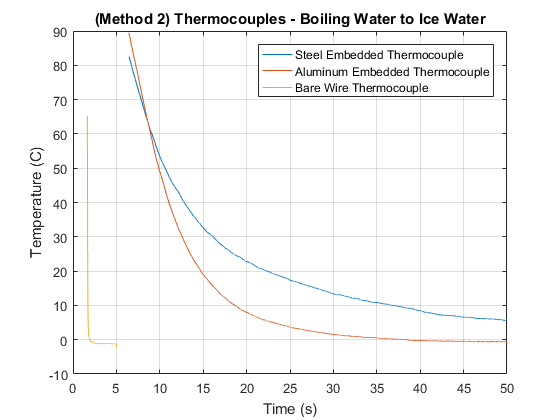 (Method 2) Thermocouples - Boiling Water to Ice Water
Steel Embedded Thermocouple
Aluminum Embedded Thermocouple
Bare Wire Thermocouple
Temperature (C)
90
80
70
60
50
40
30
20
10
0
-10
0 5 10 15 20 25 30 35 40 45 50
Time (s)